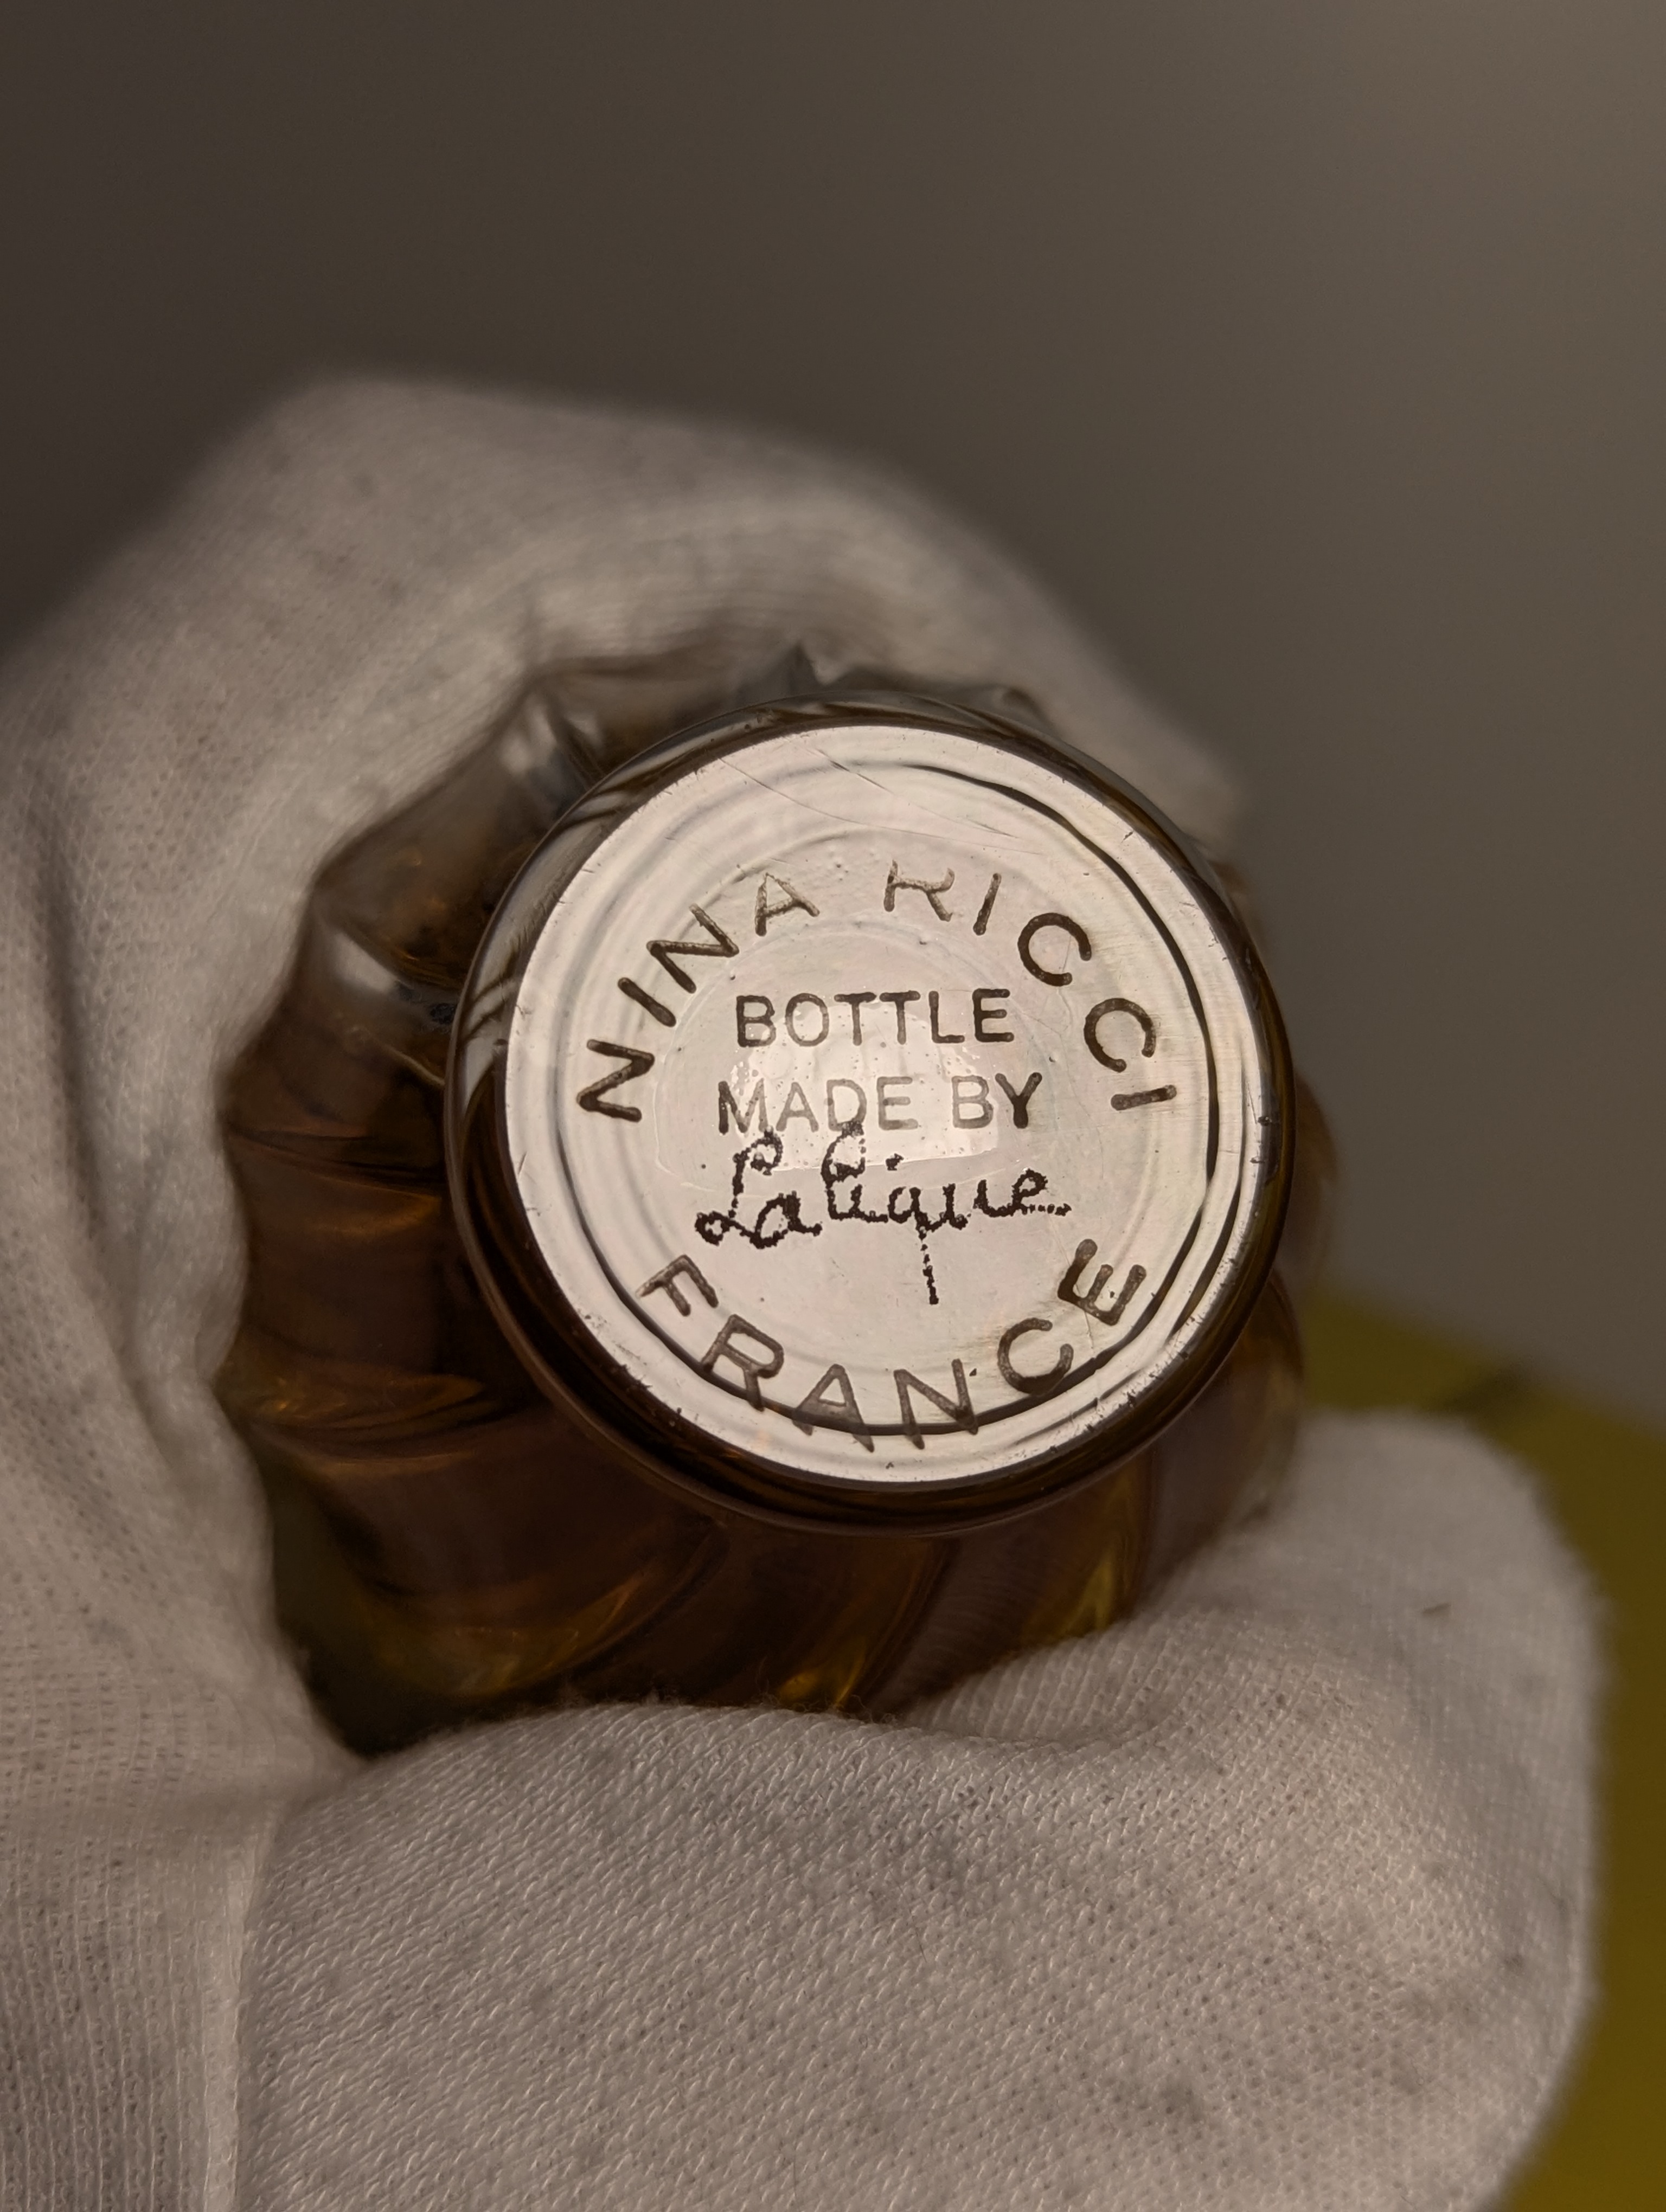 NINA RICCI
BOTTLE
MADE BY
Lalique
FRANCE